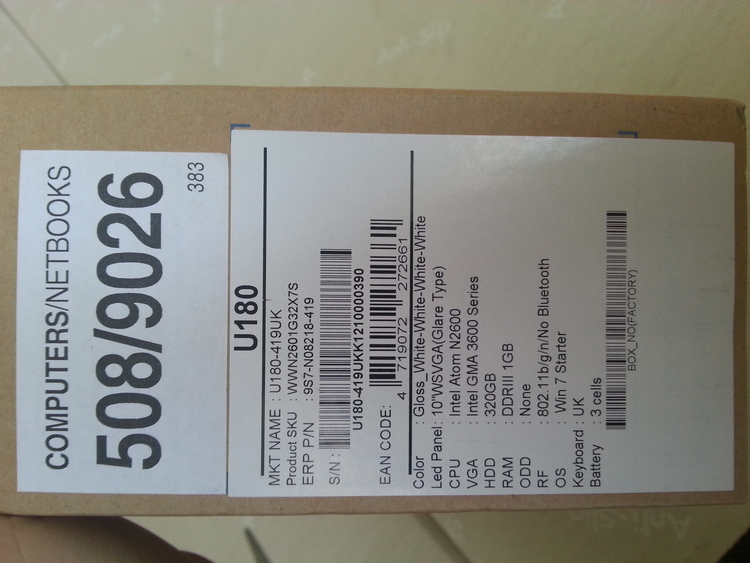 COMPUTERS/NETBOOKS
508/9026
383
U180
MKT NAME : U180-419UK
Product SKU : WWN2601G32X7S
ERP P/N : 9S7-N08218-419
S/N :
U180-419UKK1210000390
EAN CODE:
4 719072 272661
Color : Gloss_White-White-White-White
Led Panel: 10"WSVGA(Glare Type)
CPU : Intel Atom N2600
VGA : Intel GMA 3600 Series
HDD : 320GB
RAM : DDRIII 1GB
ODD : None
RF : 802.11b/g/n/No Bluetooth
OS : Win 7 Starter
Keyboard : UK
Battery : 3 cells
BOX_NO(FACTORY)